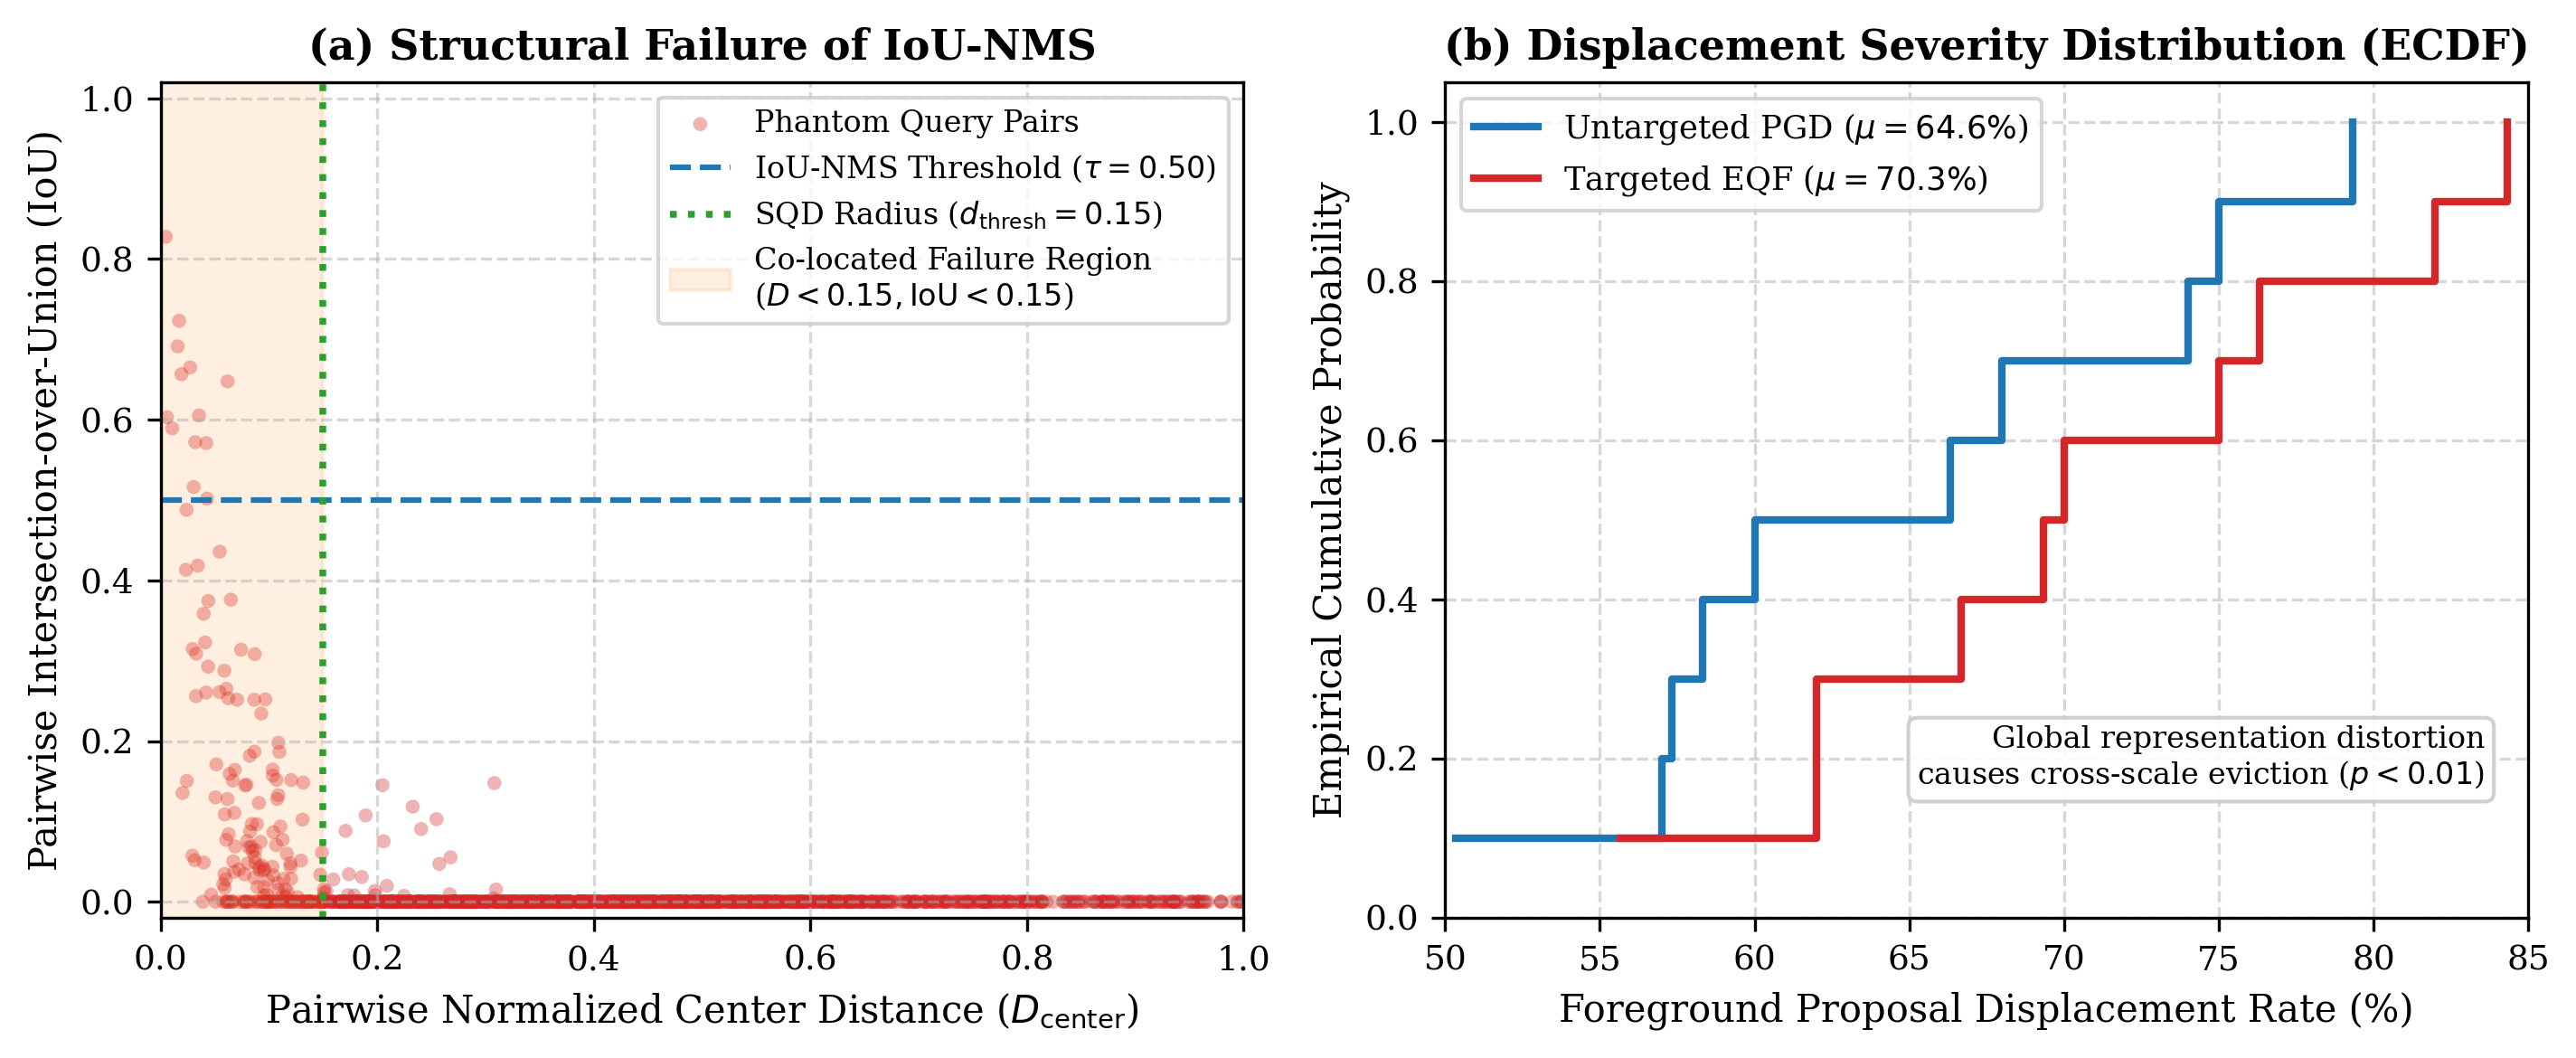 (a) Structural Failure of IoU-NMS
Pairwise Intersection-over-Union (IoU)
1.0
0.8
0.6
0.4
0.2
0.0
Phantom Query Pairs
IoU-NMS Threshold (τ = 0.50)
SQD Radius (d_thresh = 0.15)
Co-located Failure Region
(D < 0.15, IoU < 0.15)
0.0 0.2 0.4 0.6 0.8 1.0
Pairwise Normalized Center Distance (D_center)
(b) Displacement Severity Distribution (ECDF)
Empirical Cumulative Probability
1.0
0.8
0.6
0.4
0.2
0.0
Untargeted PGD (μ = 64.6%)
Targeted EQF (μ = 70.3%)
Global representation distortion
causes cross-scale eviction (p < 0.01)
50 55 60 65 70 75 80 85
Foreground Proposal Displacement Rate (%)